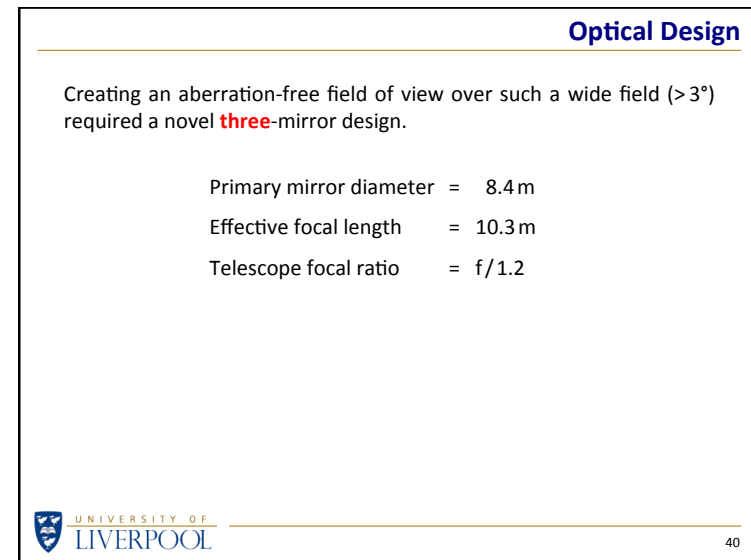 Optical Design
Creating an aberration-free field of view over such a wide field (> 3°)
required a novel three-mirror design.
Primary mirror diameter = 8.4 m
Effective focal length = 10.3 m
Telescope focal ratio = f / 1.2
UNIVERSITY OF
LIVERPOOL
40